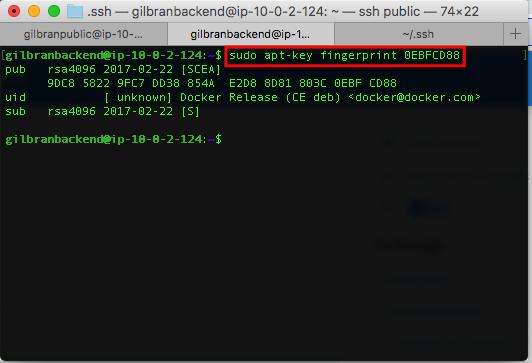 .ssh — gilbranbackend@ip-10-0-2-124: ~ — ssh public — 74×22
gilbranpublic@ip-10-...
gilbranbackend@ip-1...
~/.ssh
+
[gilbranbackend@ip-10-0-2-124:~$ sudo apt-key fingerprint 0EBFCD88 ]
pub rsa4096 2017-02-22 [SCEA]
9DC8 5822 9FC7 DD38 854A E2D8 8D81 803C 0EBF CD88
uid [ unknown] Docker Release (CE deb) <docker@docker.com>
sub rsa4096 2017-02-22 [S]
gilbranbackend@ip-10-0-2-124:~$